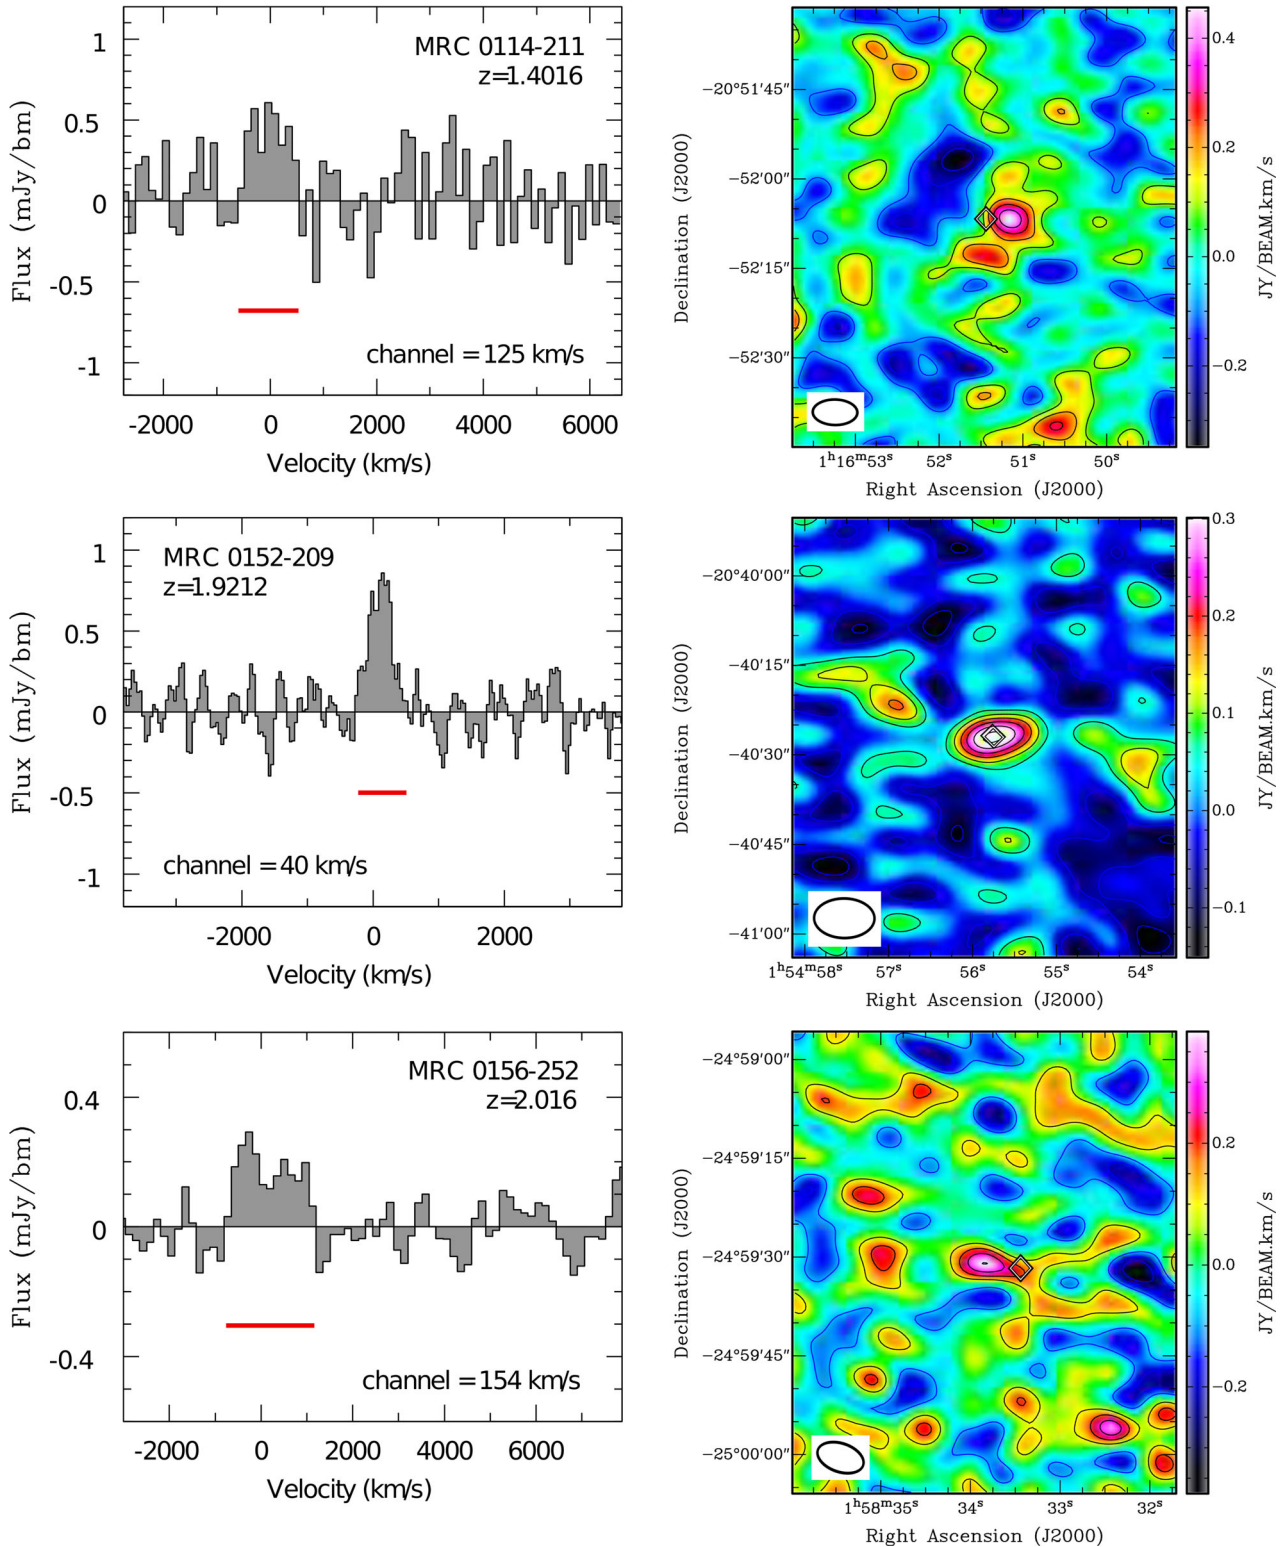 MRC 0114-211
z=1.4016
1
0.5
0
-0.5
-1
Flux (mJy/bm)
channel = 125 km/s
-2000 0 2000 4000 6000
Velocity (km/s)
−20°51′45″
−52′00″
−52′15″
−52′30″
Declination (J2000)
1ʰ16ᵐ53ˢ 52ˢ 51ˢ 50ˢ
Right Ascension (J2000)
0.4
0.2
0.0
−0.2
JY/BEAM.km/s
MRC 0152-209
z=1.9212
1
0.5
0
-0.5
-1
Flux (mJy/bm)
channel = 40 km/s
-2000 0 2000
Velocity (km/s)
−20°40′00″
−40′15″
−40′30″
−40′45″
−41′00″
Declination (J2000)
1ʰ54ᵐ58ˢ 57ˢ 56ˢ 55ˢ 54ˢ
Right Ascension (J2000)
0.3
0.2
0.1
0.0
−0.1
JY/BEAM.km/s
MRC 0156-252
z=2.016
0.4
0
-0.4
Flux (mJy/bm)
channel = 154 km/s
-2000 0 2000 4000 6000
Velocity (km/s)
−24°59′00″
−24°59′15″
−24°59′30″
−24°59′45″
−25°00′00″
Declination (J2000)
1ʰ58ᵐ35ˢ 34ˢ 33ˢ 32ˢ
Right Ascension (J2000)
0.2
0.0
−0.2
JY/BEAM.km/s